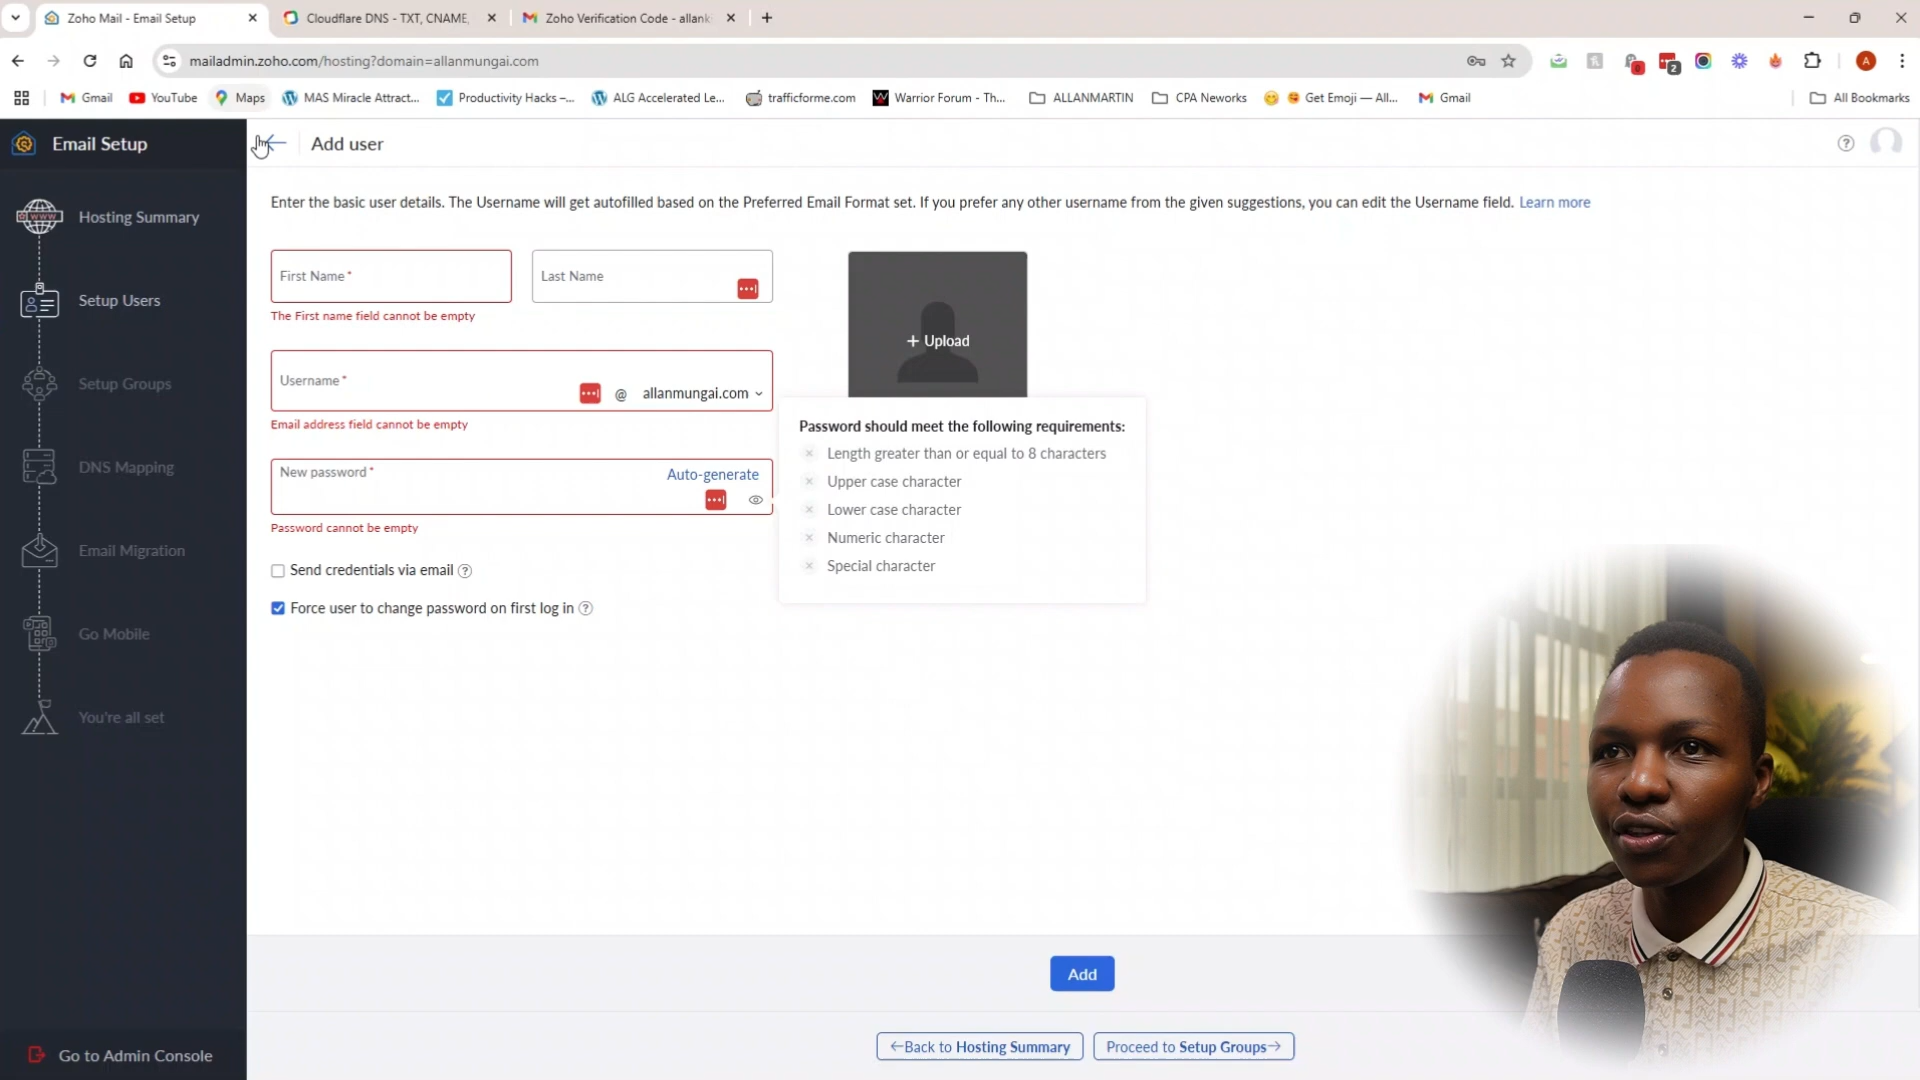 Zoho Mail - Email Setup
Cloudflare DNS - TXT, CNAME,
Zoho Verification Code - allank
mailadmin.zoho.com/hosting?domain=allanmungai.com
0
2
A
Gmail
YouTube
Maps
MAS Miracle Attract...
Productivity Hacks –...
ALG Accelerated Le...
trafficforme.com
Warrior Forum - Th...
ALLANMARTIN
CPA Neworks
Get Emoji — All...
Gmail
All Bookmarks
Email Setup
Add user
Hosting Summary
Setup Users
Setup Groups
DNS Mapping
Email Migration
Go Mobile
You're all set
Go to Admin Console
Enter the basic user details. The Username will get autofilled based on the Preferred Email Format set. If you prefer any other username from the given suggestions, you can edit the Username field. Learn more
First Name *
Last Name
The First name field cannot be empty
Username *
@ allanmungai.com
Email address field cannot be empty
New password *
Auto-generate
Password cannot be empty
Send credentials via email ?
Force user to change password on first log in ?
+ Upload
Password should meet the following requirements:
Length greater than or equal to 8 characters
Upper case character
Lower case character
Numeric character
Special character
Add
←Back to Hosting Summary
Proceed to Setup Groups→